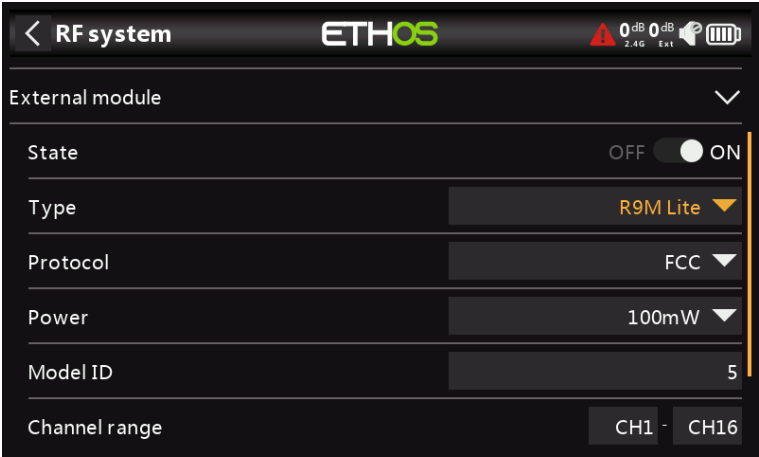 RF system
ETHOS
0dB 0dB
2.4G Ext
External module
State OFF ON
Type R9M Lite
Protocol FCC
Power 100mW
Model ID 5
Channel range CH1 - CH16